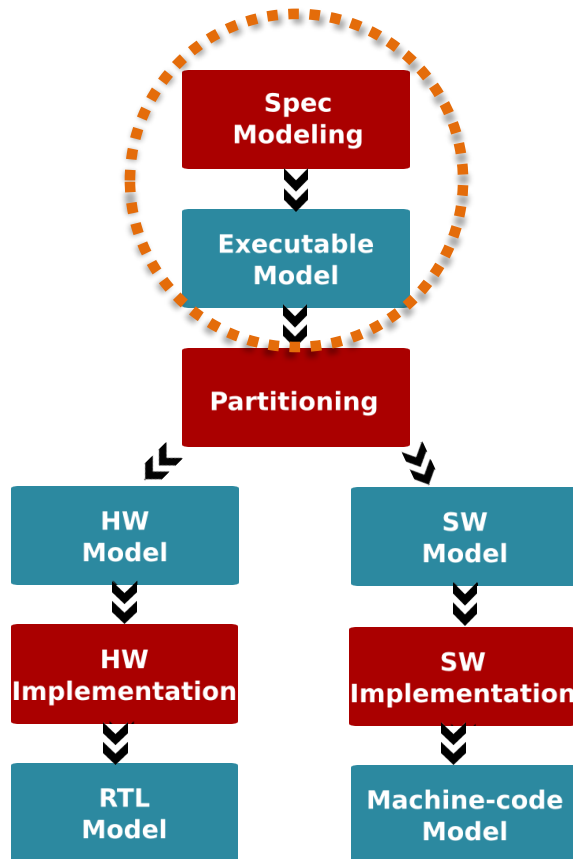 Spec
Modeling
Executable
Model
Partitioning
HW
Model
SW
Model
HW
Implementation
SW
Implementation
RTL
Model
Machine-code
Model